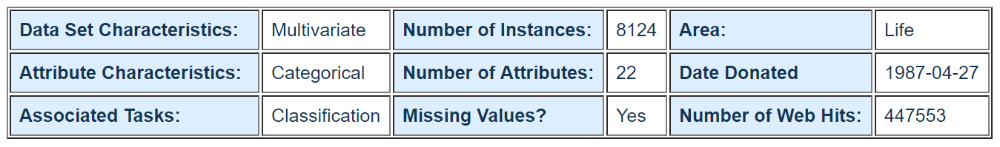 Data Set Characteristics: Multivariate Number of Instances: 8124 Area: Life
Attribute Characteristics: Categorical Number of Attributes: 22 Date Donated 1987-04-27
Associated Tasks: Classification Missing Values? Yes Number of Web Hits: 447553